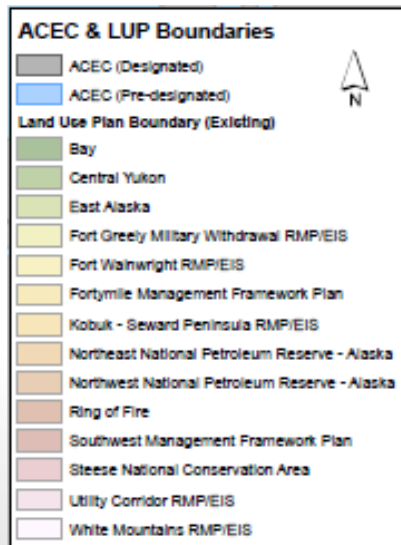 ACEC & LUP Boundaries
ACEC (Designated)
ACEC (Pre-designated)
N
Land Use Plan Boundary (Existing)
Bay
Central Yukon
East Alaska
Fort Greely Military Withdrawal RMP/EIS
Fort Wainwright RMP/EIS
Fortymile Management Framework Plan
Kobuk - Seward Peninsula RMP/EIS
Northeast National Petroleum Reserve - Alaska
Northwest National Petroleum Reserve - Alaska
Ring of Fire
Southwest Management Framework Plan
Steese National Conservation Area
Utility Corridor RMP/EIS
White Mountains RMP/EIS